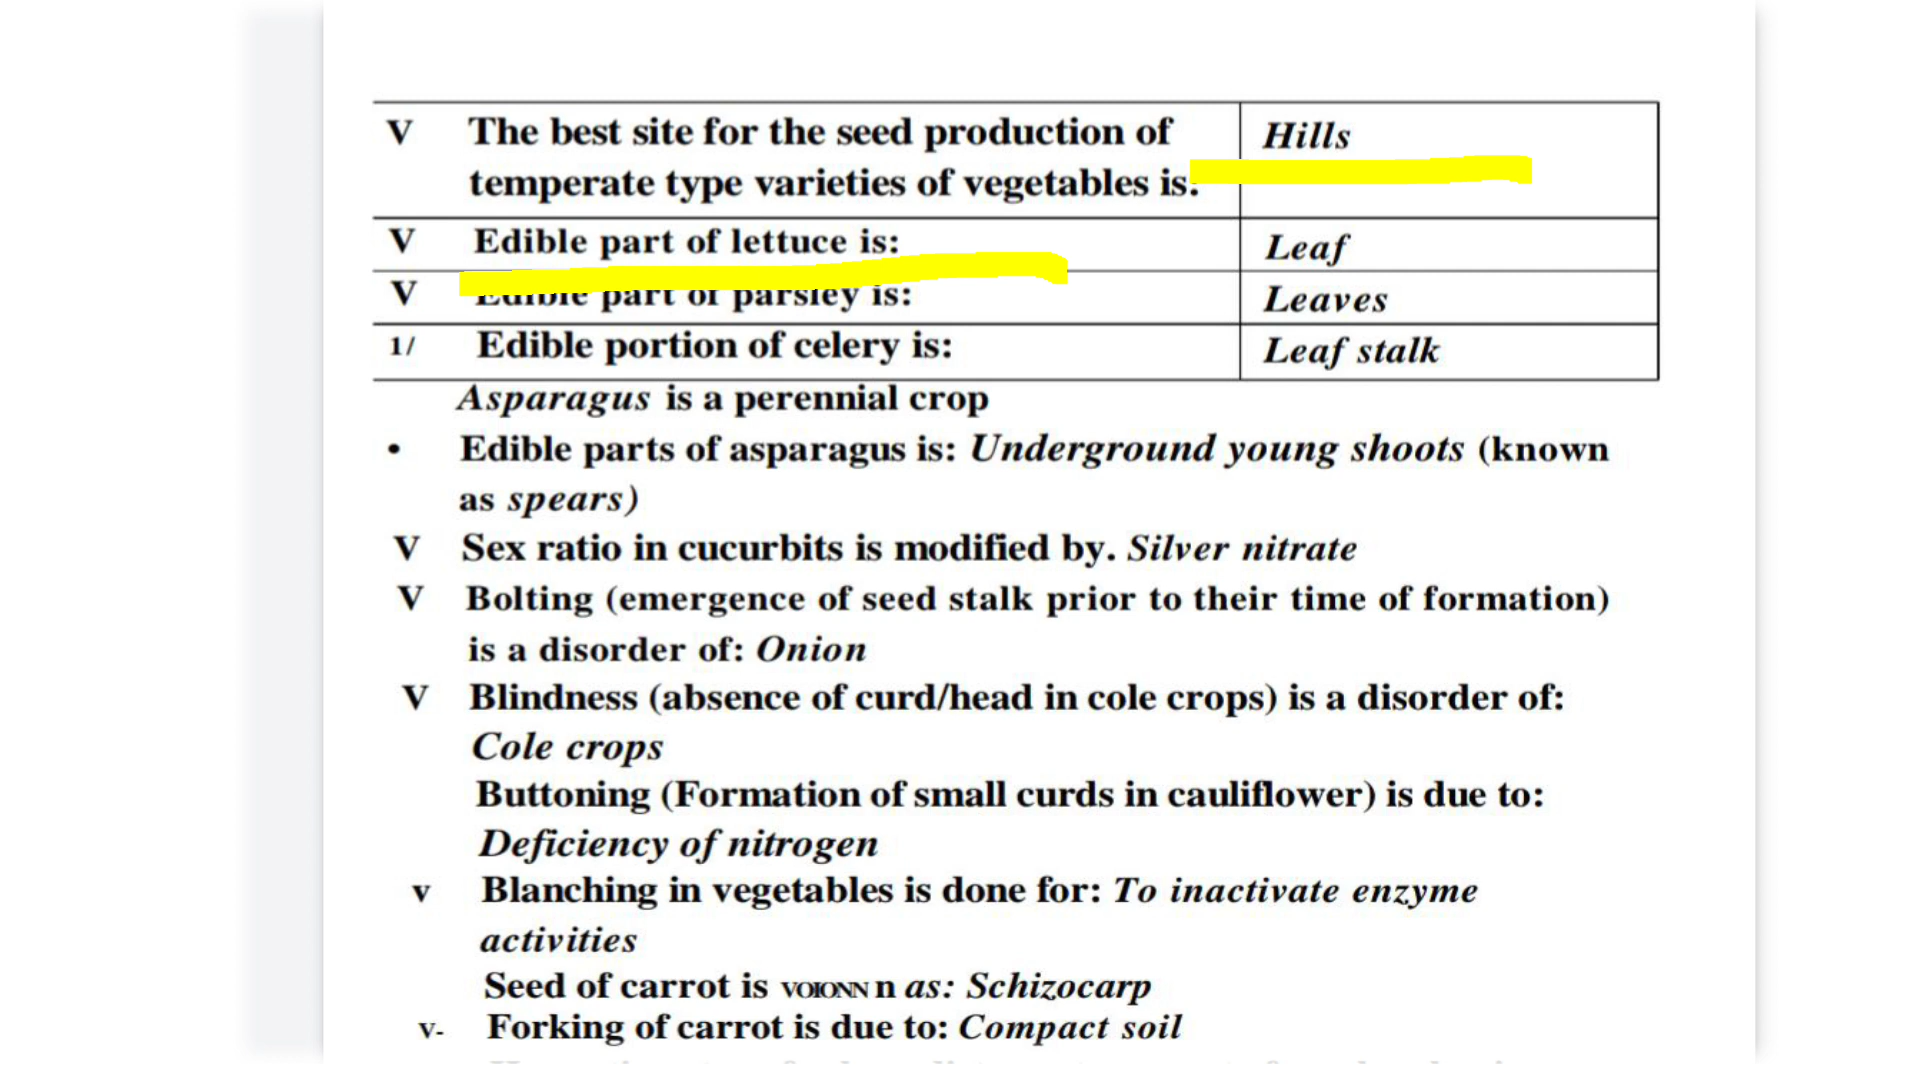 V The best site for the seed production of Hills
temperate type varieties of vegetables is:
V Edible part of lettuce is: Leaf
V Edible part of parsley is: Leaves
1/ Edible portion of celery is: Leaf stalk
Asparagus is a perennial crop
• Edible parts of asparagus is: Underground young shoots (known
as spears)
V Sex ratio in cucurbits is modified by. Silver nitrate
V Bolting (emergence of seed stalk prior to their time of formation)
is a disorder of: Onion
V Blindness (absence of curd/head in cole crops) is a disorder of:
Cole crops
Buttoning (Formation of small curds in cauliflower) is due to:
Deficiency of nitrogen
v Blanching in vegetables is done for: To inactivate enzyme
activities
Seed of carrot is VOIONN n as: Schizocarp
V- Forking of carrot is due to: Compact soil